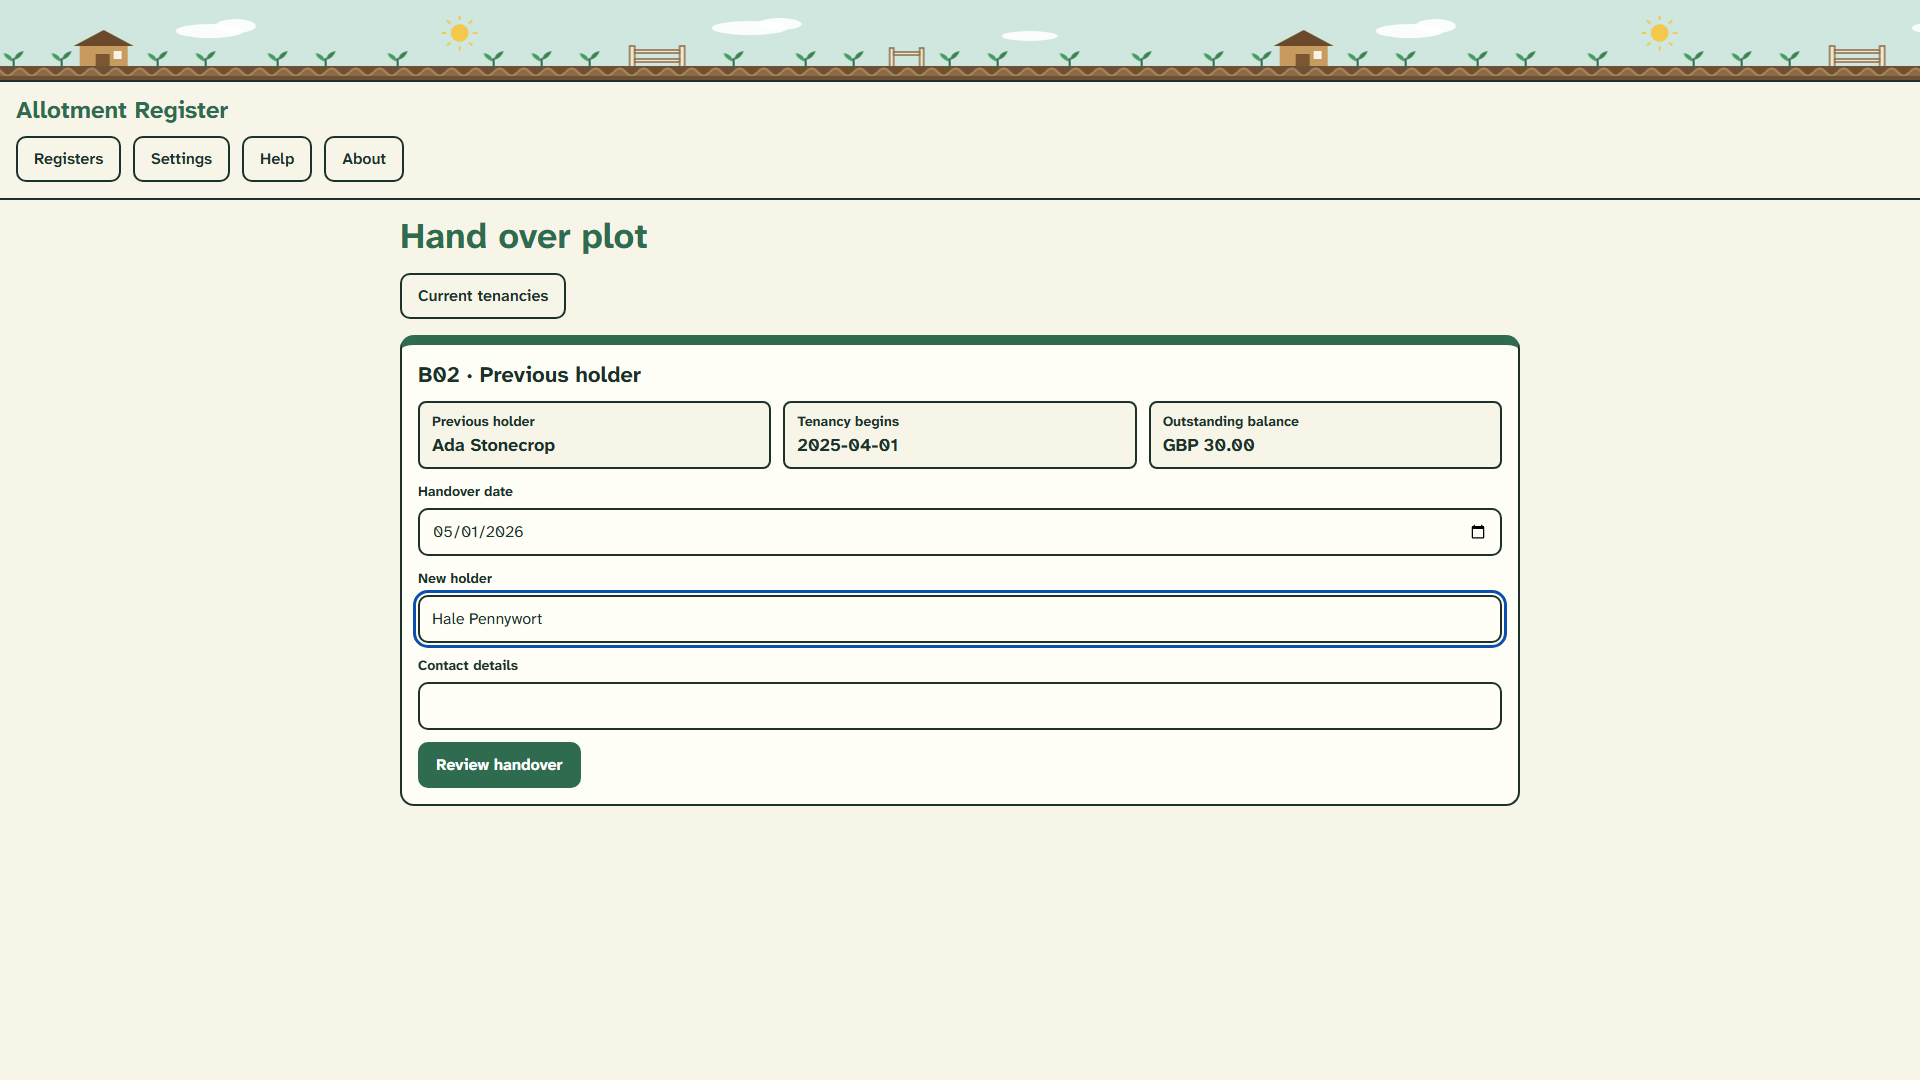 Allotment Register
Registers Settings Help About
Hand over plot
Current tenancies
B02 · Previous holder
Previous holder Tenancy begins Outstanding balance
Ada Stonecrop 2025-04-01 GBP 30.00
Handover date
05/01/2026
New holder
Hale Pennywort
Contact details
Review handover